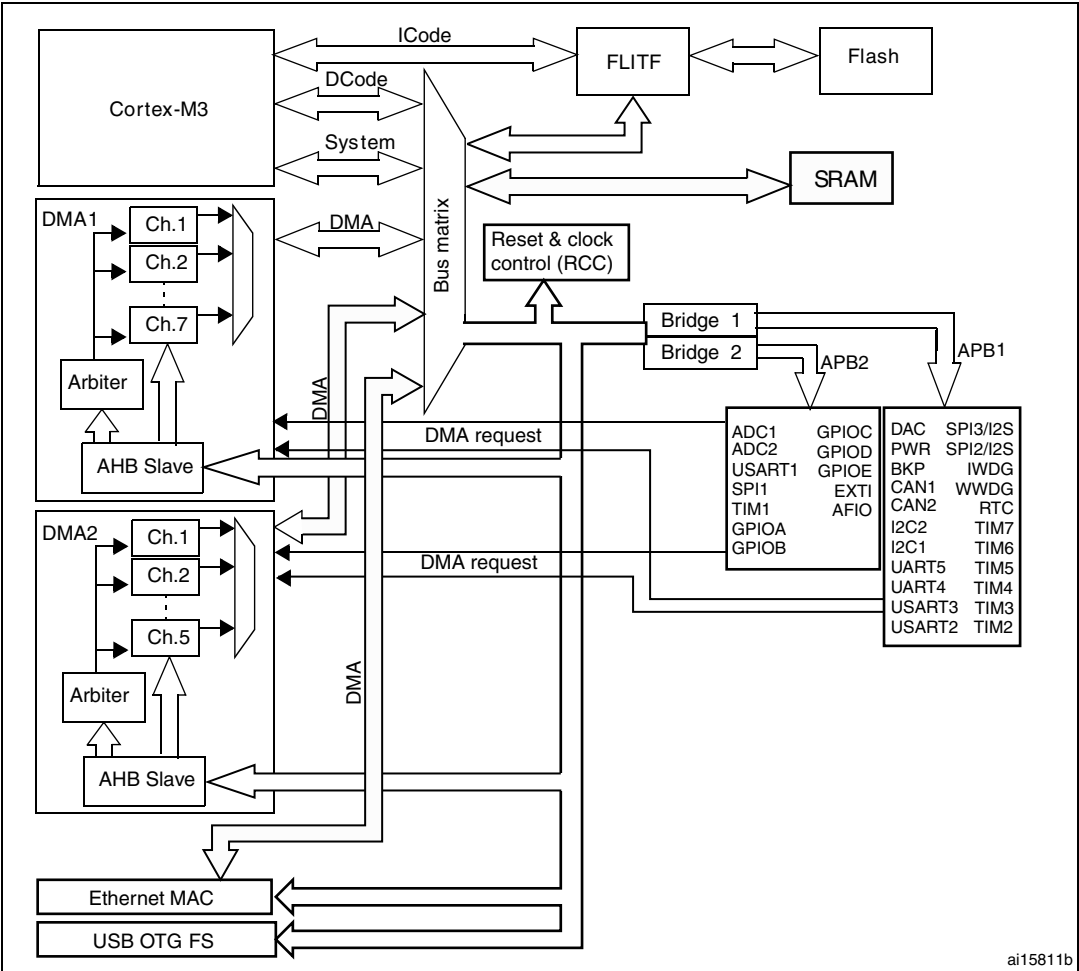 ICode
FLITF
Flash
Cortex-M3
DCode
System
SRAM
DMA1
Ch.1
DMA
Bus matrix
Reset & clock
control (RCC)
Ch.2
Ch.7
Bridge 1
Bridge 2
APB2
APB1
Arbiter
DMA
DMA request
AHB Slave
ADC1 GPIOC
ADC2 GPIOD
USART1 GPIOE
SPI1 EXTI
TIM1 AFIO
GPIOA
GPIOB
DAC SPI3/I2S
PWR SPI2/I2S
BKP IWDG
CAN1 WWDG
CAN2 RTC
I2C2 TIM7
I2C1 TIM6
UART5 TIM5
UART4 TIM4
USART3 TIM3
USART2 TIM2
DMA2
Ch.1
Ch.2
DMA request
Ch.5
Arbiter
DMA
AHB Slave
Ethernet MAC
USB OTG FS
ai15811b